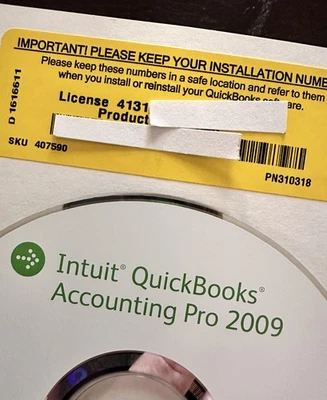 IMPORTANT! PLEASE KEEP YOUR INSTALLATION
Please keep these numbers in a safe location and refer to them
when you install or reinstall your QuickBooks
License 4131
Product
D 1616611
SKU 407590
PN310318
Intuit® QuickBooks®
Accounting Pro 2009